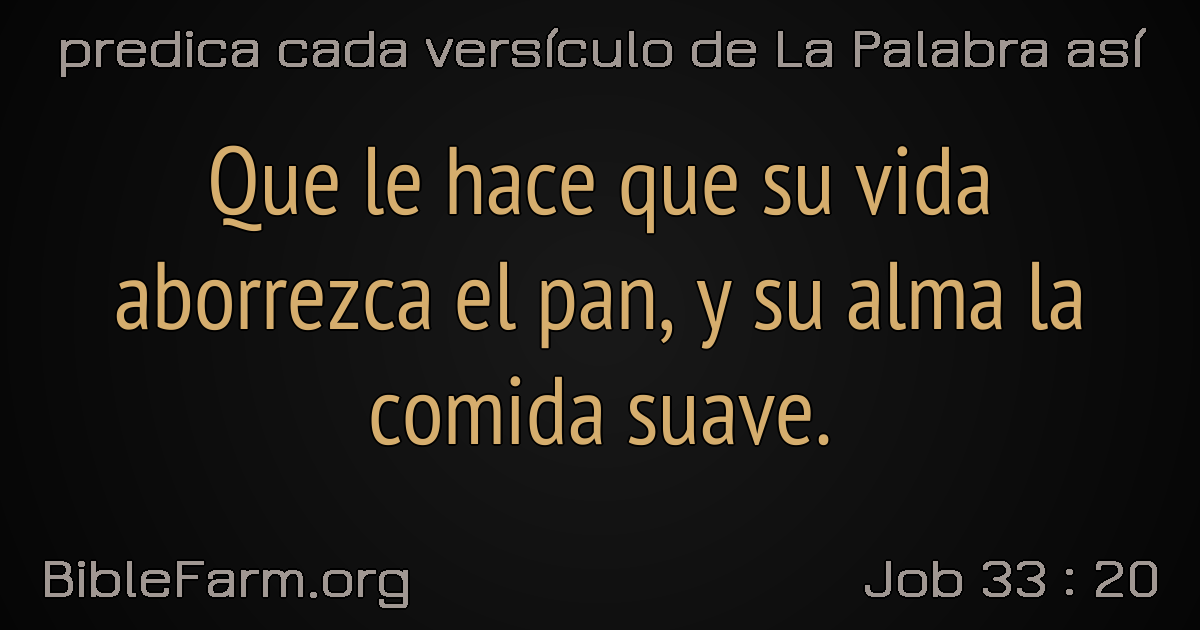 predica cada versículo de La Palabra así
Que le hace que su vida
aborrezca el pan, y su alma la
comida suave.
BibleFarm.org
Job 33 : 20